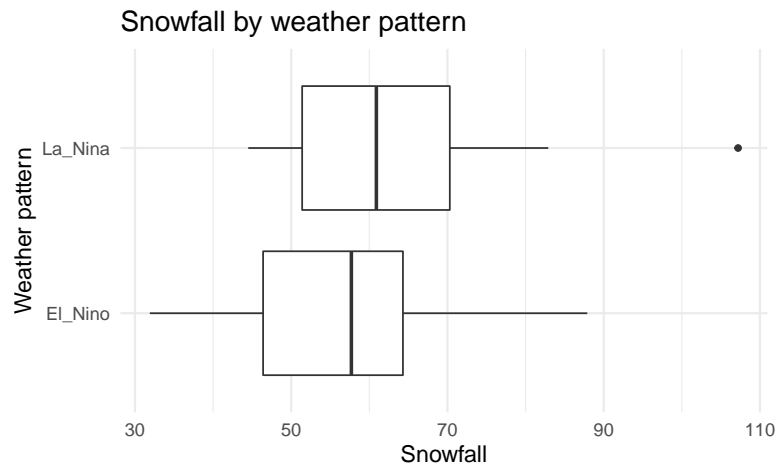 Snowfall by weather pattern
Weather pattern
La_Nina
El_Nino
30 50 70 90 110
Snowfall